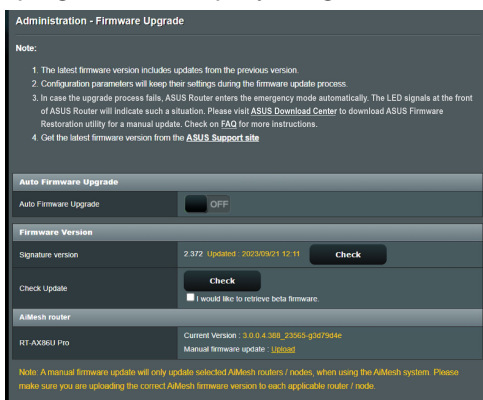 Administration - Firmware Upgrade
Note:
1. The latest firmware version includes updates from the previous version.
2. Configuration parameters will keep their settings during the firmware update process.
3. In case the upgrade process fails, ASUS Router enters the emergency mode automatically. The LED signals at the front
of ASUS Router will indicate such a situation. Please visit ASUS Download Center to download ASUS Firmware
Restoration utility for a manual update. Check on FAQ for more instructions.
4. Get the latest firmware version from the ASUS Support site
Auto Firmware Upgrade
Auto Firmware Upgrade OFF
Firmware Version
Signature version 2.372 Updated : 2023/09/21 12:11 Check
Check Update Check
I would like to retrieve beta firmware.
AiMesh router
RT-AX86U Pro Current Version : 3.0.0.4.388_23565-g3d79d4e
Manual firmware update : Upload
Note: A manual firmware update will only update selected AiMesh routers / nodes, when using the AiMesh system. Please
make sure you are uploading the correct AiMesh firmware version to each applicable router / node.